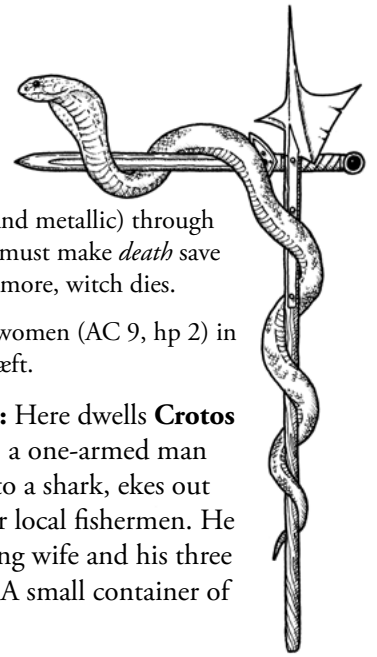 and metallic) through
must make death save
more, witch dies.
women (AC 9, hp 2) in
æft.
: Here dwells Crotos
a one-armed man
to a shark, ekes out
r local fishermen. He
ng wife and his three
A small container of